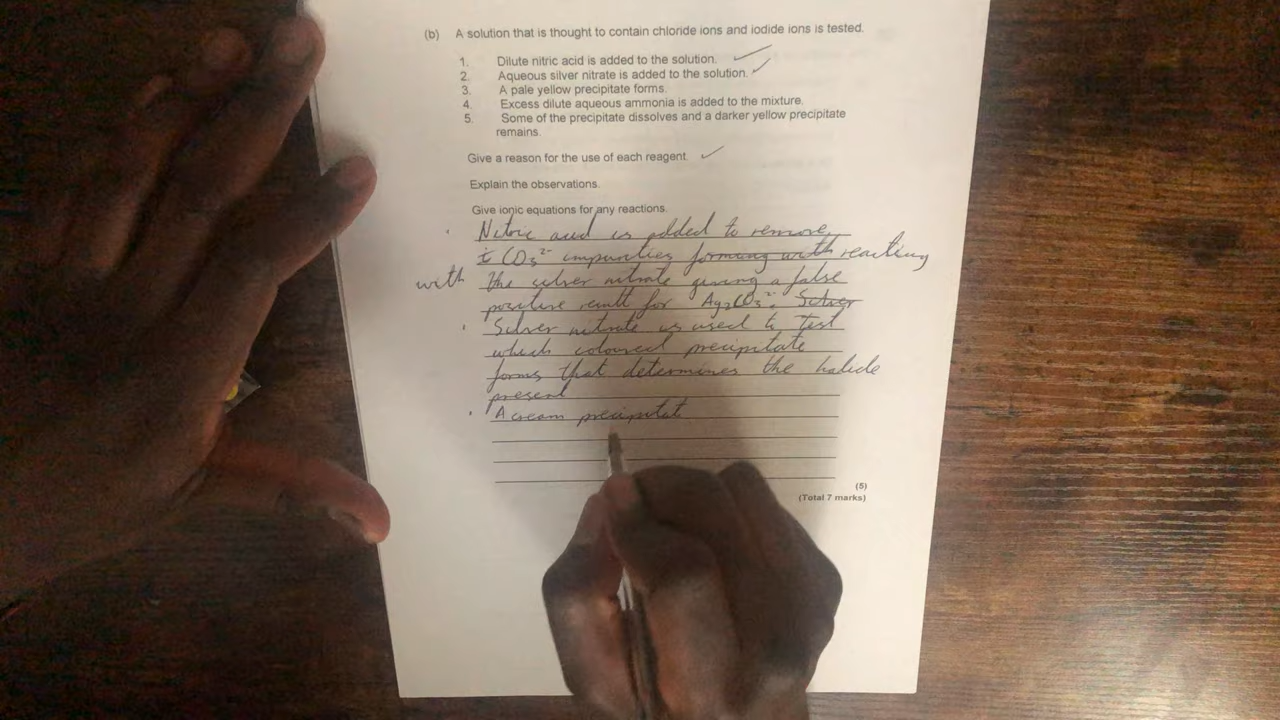 (b) A solution that is thought to contain chloride ions and iodide ions is tested.
1. Dilute nitric acid is added to the solution.
2. Aqueous silver nitrate is added to the solution.
3. A pale yellow precipitate forms.
4. Excess dilute aqueous ammonia is added to the mixture.
5. Some of the precipitate dissolves and a darker yellow precipitate
remains.
Give a reason for the use of each reagent.
Explain the observations.
Give ionic equations for any reactions.
Nitric acid is added to remove
CO3²⁻ impurities forming with reacting
with the silver nitrate giving a false
positive result for Ag2CO3. Silver
Silver nitrate is used to test
which coloured precipitate
forms that determines the halide
present
A cream precipitat
(5)
(Total 7 marks)